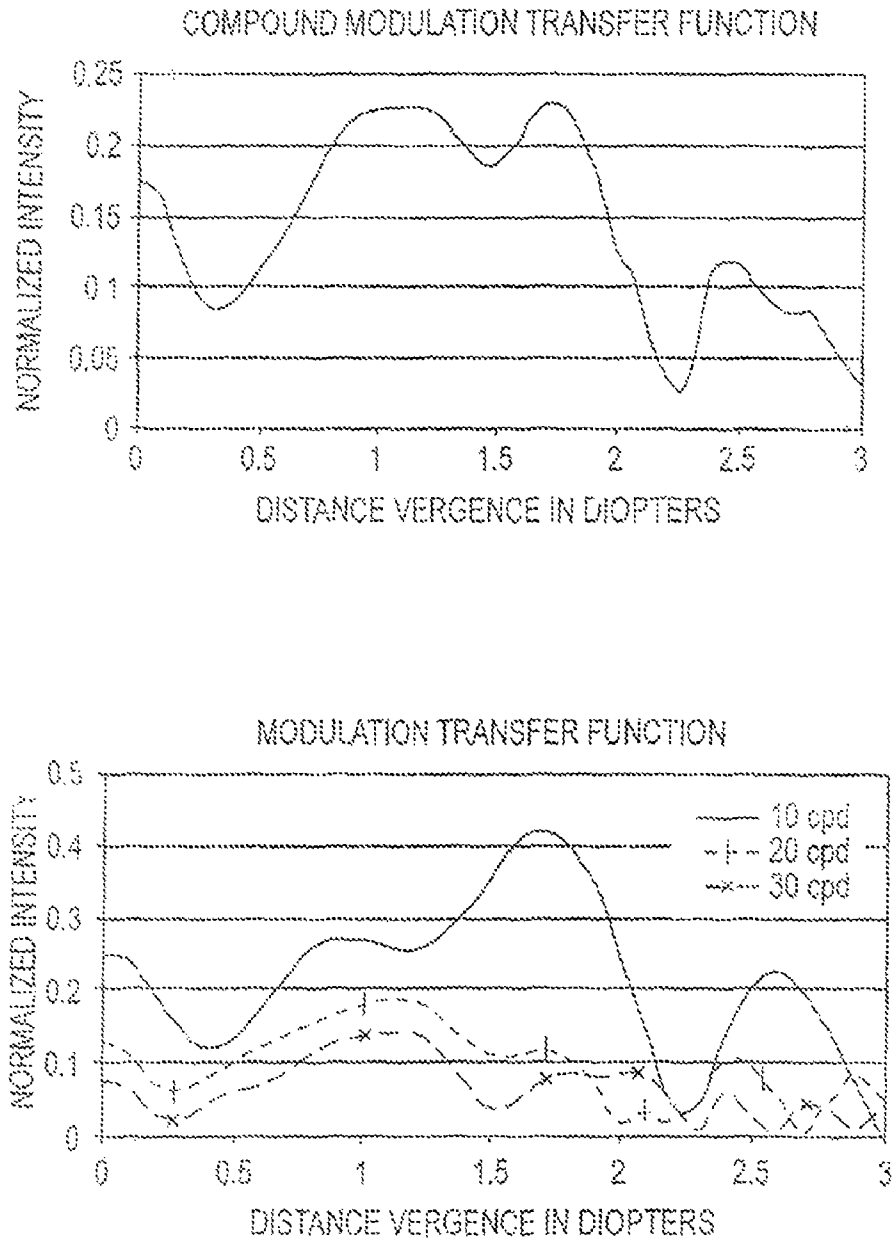 COMPOUND MODULATION TRANSFER FUNCTION
NORMALIZED INTENSITY
0.25
0.2
0.15
0.1
0.05
0
0 0.5 1 1.5 2 2.5 3
DISTANCE VERGENCE IN DIOPTERS
MODULATION TRANSFER FUNCTION
NORMALIZED INTENSITY
0.5
0.4
0.3
0.2
0.1
0
10 cpd
20 cpd
30 cpd
0 0.5 1 1.5 2 2.5 3
DISTANCE VERGENCE IN DIOPTERS